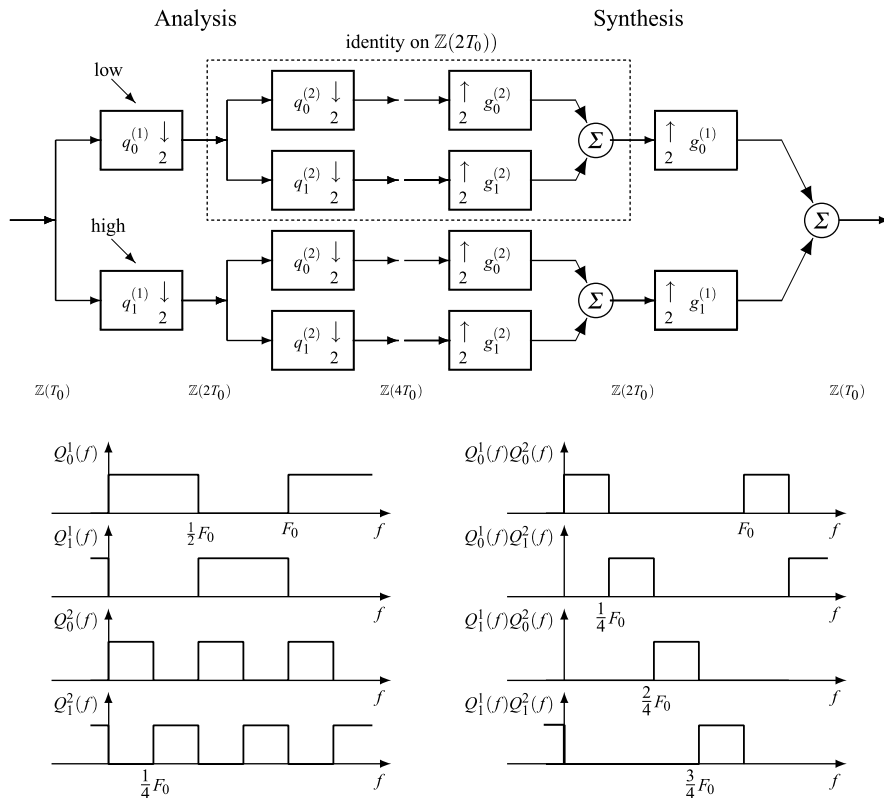 Analysis
Synthesis
identity on ℤ(2T₀))
low
q₀⁽¹⁾ ↓ 2
q₀⁽²⁾ ↓ 2
↑ 2 g₀⁽²⁾
Σ
↑ 2 g₀⁽¹⁾
q₁⁽²⁾ ↓ 2
↑ 2 g₁⁽²⁾
Σ
high
q₁⁽¹⁾ ↓ 2
q₀⁽²⁾ ↓ 2
↑ 2 g₀⁽²⁾
Σ
↑ 2 g₁⁽¹⁾
q₁⁽²⁾ ↓ 2
↑ 2 g₁⁽²⁾
ℤ(T₀) ℤ(2T₀) ℤ(4T₀) ℤ(2T₀) ℤ(T₀)
Q₀¹(f)
½F₀ F₀ f
Q₁¹(f)
f
Q₀²(f)
f
Q₁²(f)
¼F₀ f
Q₀¹(f)Q₀²(f)
F₀ f
Q₀¹(f)Q₁²(f)
¼F₀ f
Q₁¹(f)Q₀²(f)
2/4 F₀ f
Q₁¹(f)Q₁²(f)
¾F₀ f